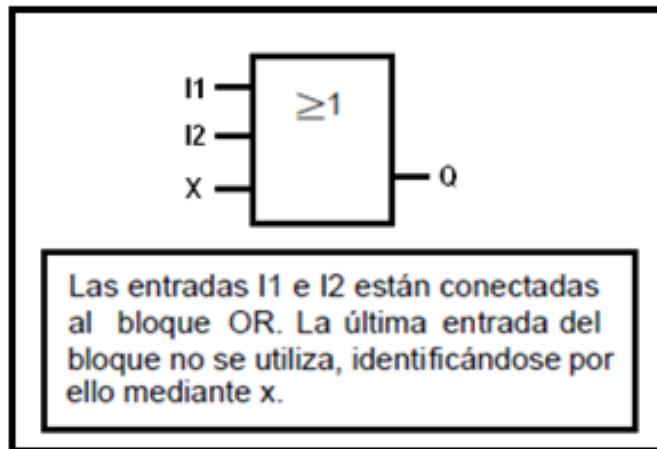 I1
≥1
I2
X
Q
Las entradas I1 e I2 están conectadas
al bloque OR. La última entrada del
bloque no se utiliza, identificándose por
ello mediante x.